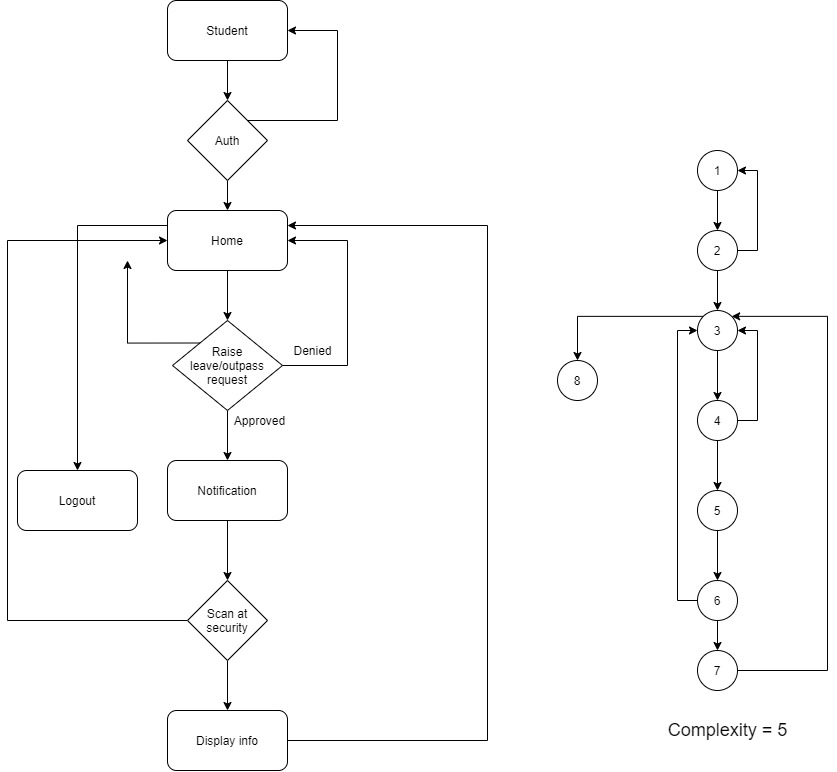 Student
Auth
Home
Raise
leave/outpass
request
Denied
Approved
Logout
Notification
Scan at
security
Display info
1
2
3
8
4
5
6
7
Complexity = 5